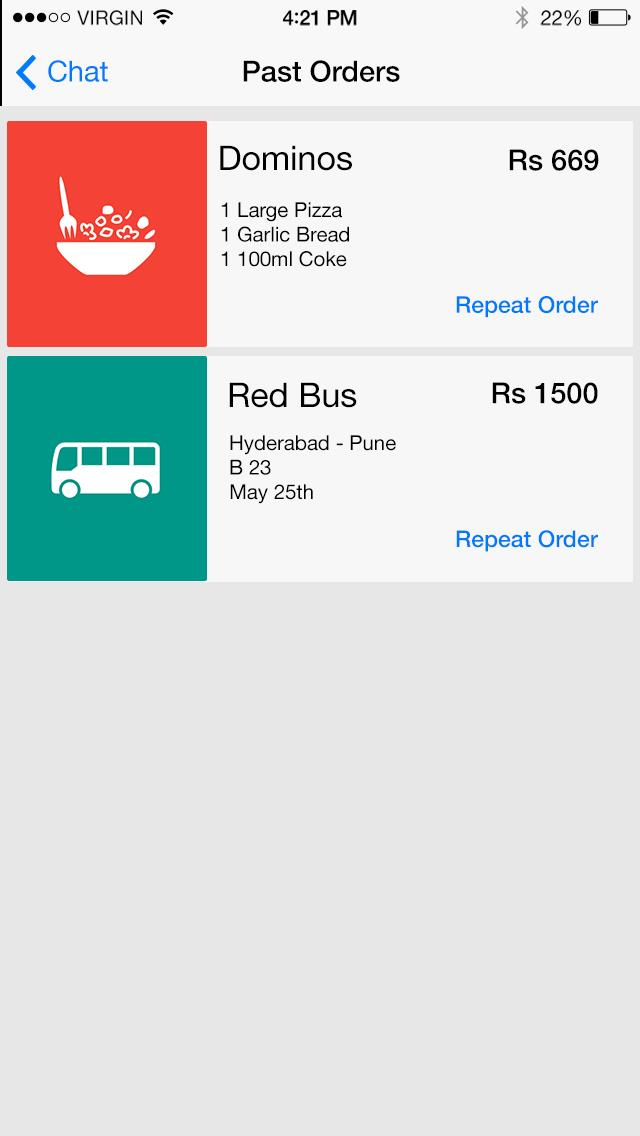 VIRGIN 4:21 PM 22%
Chat Past Orders
Dominos Rs 669
1 Large Pizza
1 Garlic Bread
1 100ml Coke
Repeat Order
Red Bus Rs 1500
Hyderabad - Pune
B 23
May 25th
Repeat Order